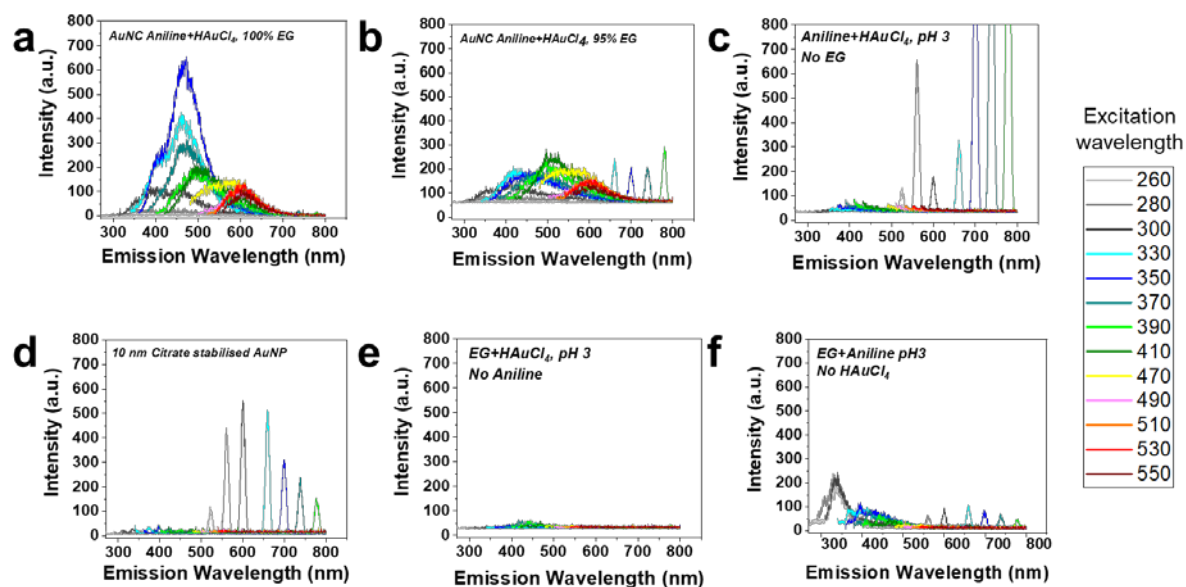 a
AuNC Aniline+HAuCl4, 100% EG
800
700
600
500
400
300
200
100
0
300 400 500 600 700 800
Intensity (a.u.)
Emission Wavelength (nm)
b
AuNC Aniline+HAuCl4, 95% EG
800
700
600
500
400
300
200
100
0
300 400 500 600 700 800
Intensity (a.u.)
Emission Wavelength (nm)
c
Aniline+HAuCl4, pH 3
No EG
800
700
600
500
400
300
200
100
0
300 400 500 600 700 800
Intensity (a.u.)
Emission Wavelength (nm)
d
10 nm Citrate stabilised AuNP
800
700
600
500
400
300
200
100
0
300 400 500 600 700 800
Intensity (a.u.)
Emission Wavelength (nm)
e
EG+HAuCl4, pH 3
No Aniline
800
700
600
500
400
300
200
100
0
300 400 500 600 700 800
Intensity (a.u.)
Emission Wavelength (nm)
f
EG+Aniline pH3
No HAuCl4
800
700
600
500
400
300
200
100
0
300 400 500 600 700 800
Intensity (a.u.)
Emission Wavelength (nm)
Excitation
wavelength
260
280
300
330
350
370
390
410
470
490
510
530
550